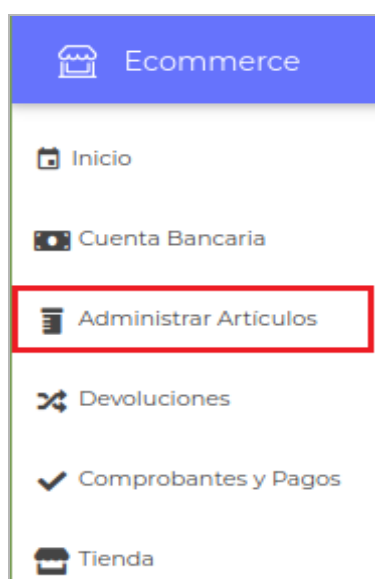 Ecommerce
Inicio
Cuenta Bancaria
Administrar Artículos
Devoluciones
Comprobantes y Pagos
Tienda